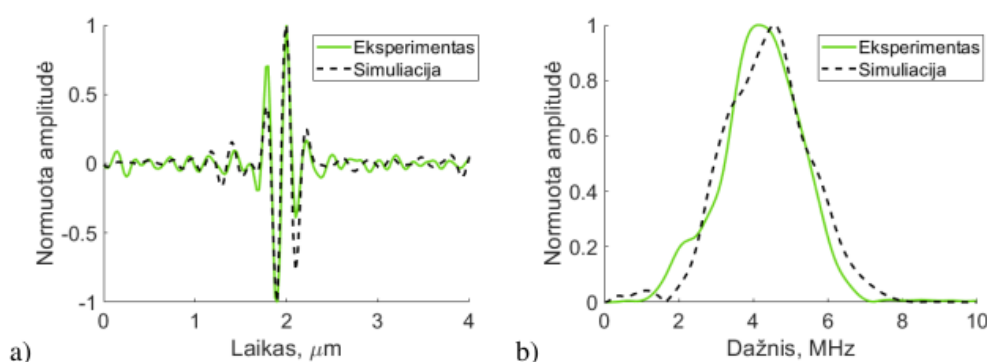 1
0.5
0
-0.5
-1
Normuota amplitudė
Eksperimentas
Simuliacija
0 1 2 3 4
Laikas, μm
a)
1
0.8
0.6
0.4
0.2
0
Normuota amplitudė
Eksperimentas
Simuliacija
0 2 4 6 8 10
Dažnis, MHz
b)